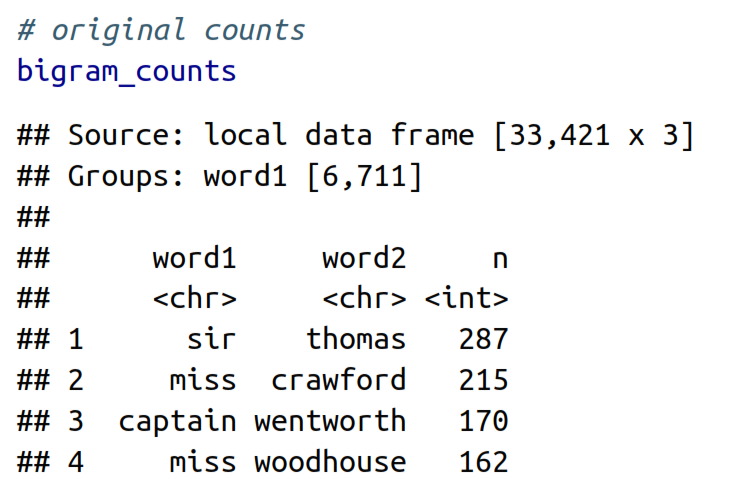 # original counts
bigram_counts
## Source: local data frame [33,421 x 3]
## Groups: word1 [6,711]
##
##      word1     word2     n
##      <chr>     <chr> <int>
## 1      sir    thomas   287
## 2     miss  crawford   215
## 3  captain wentworth   170
## 4     miss woodhouse   162